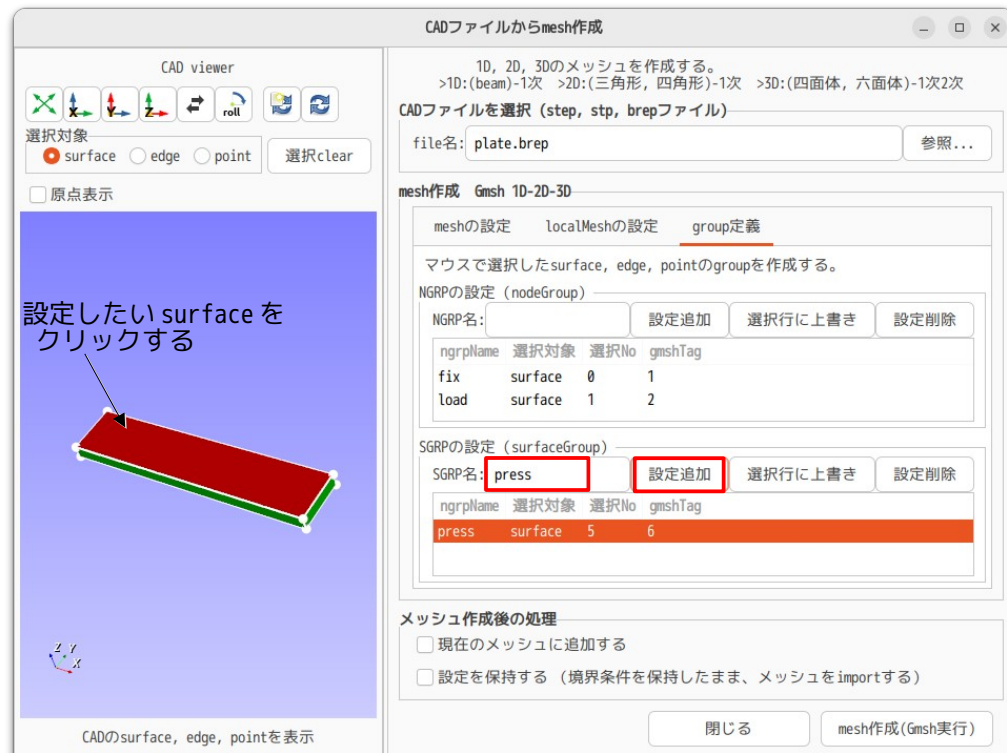 CADファイルからmesh作成
CAD viewer
X
Y
Z
roll
選択対象
surface edge point 選択clear
原点表示
設定したい surface を
クリックする
Z Y
X
CADのsurface, edge, pointを表示
1D, 2D, 3Dのメッシュを作成する。
>1D:(beam)-1次 >2D:(三角形, 四角形)-1次 >3D:(四面体, 六面体)-1次2次
CADファイルを選択 (step, stp, brepファイル)
file名: plate.brep 参照...
mesh作成 Gmsh 1D-2D-3D
meshの設定 localMeshの設定 group定義
マウスで選択したsurface, edge, pointのgroupを作成する。
NGRPの設定 (nodeGroup)
NGRP名: 設定追加 選択行に上書き 設定削除
ngrpName 選択対象 選択No gmshTag
fix surface 0 1
load surface 1 2
SGRPの設定 (surfaceGroup)
SGRP名: press 設定追加 選択行に上書き 設定削除
ngrpName 選択対象 選択No gmshTag
press surface 5 6
メッシュ作成後の処理
現在のメッシュに追加する
設定を保持する (境界条件を保持したまま、メッシュをimportする)
閉じる mesh作成(Gmsh実行)